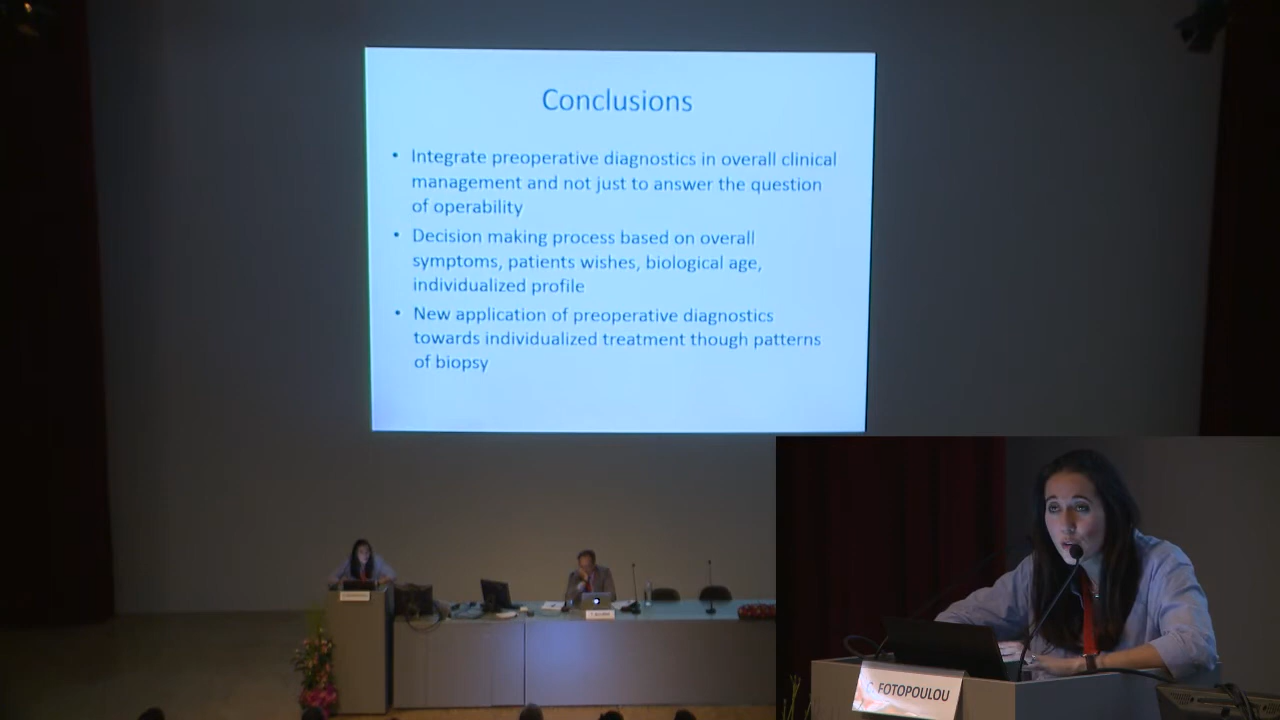 Conclusions
• Integrate preoperative diagnostics in overall clinical
management and not just to answer the question
of operability
• Decision making process based on overall
symptoms, patients wishes, biological age,
individualized profile
• New application of preoperative diagnostics
towards individualized treatment though patterns
of biopsy
FOTOPOULOU